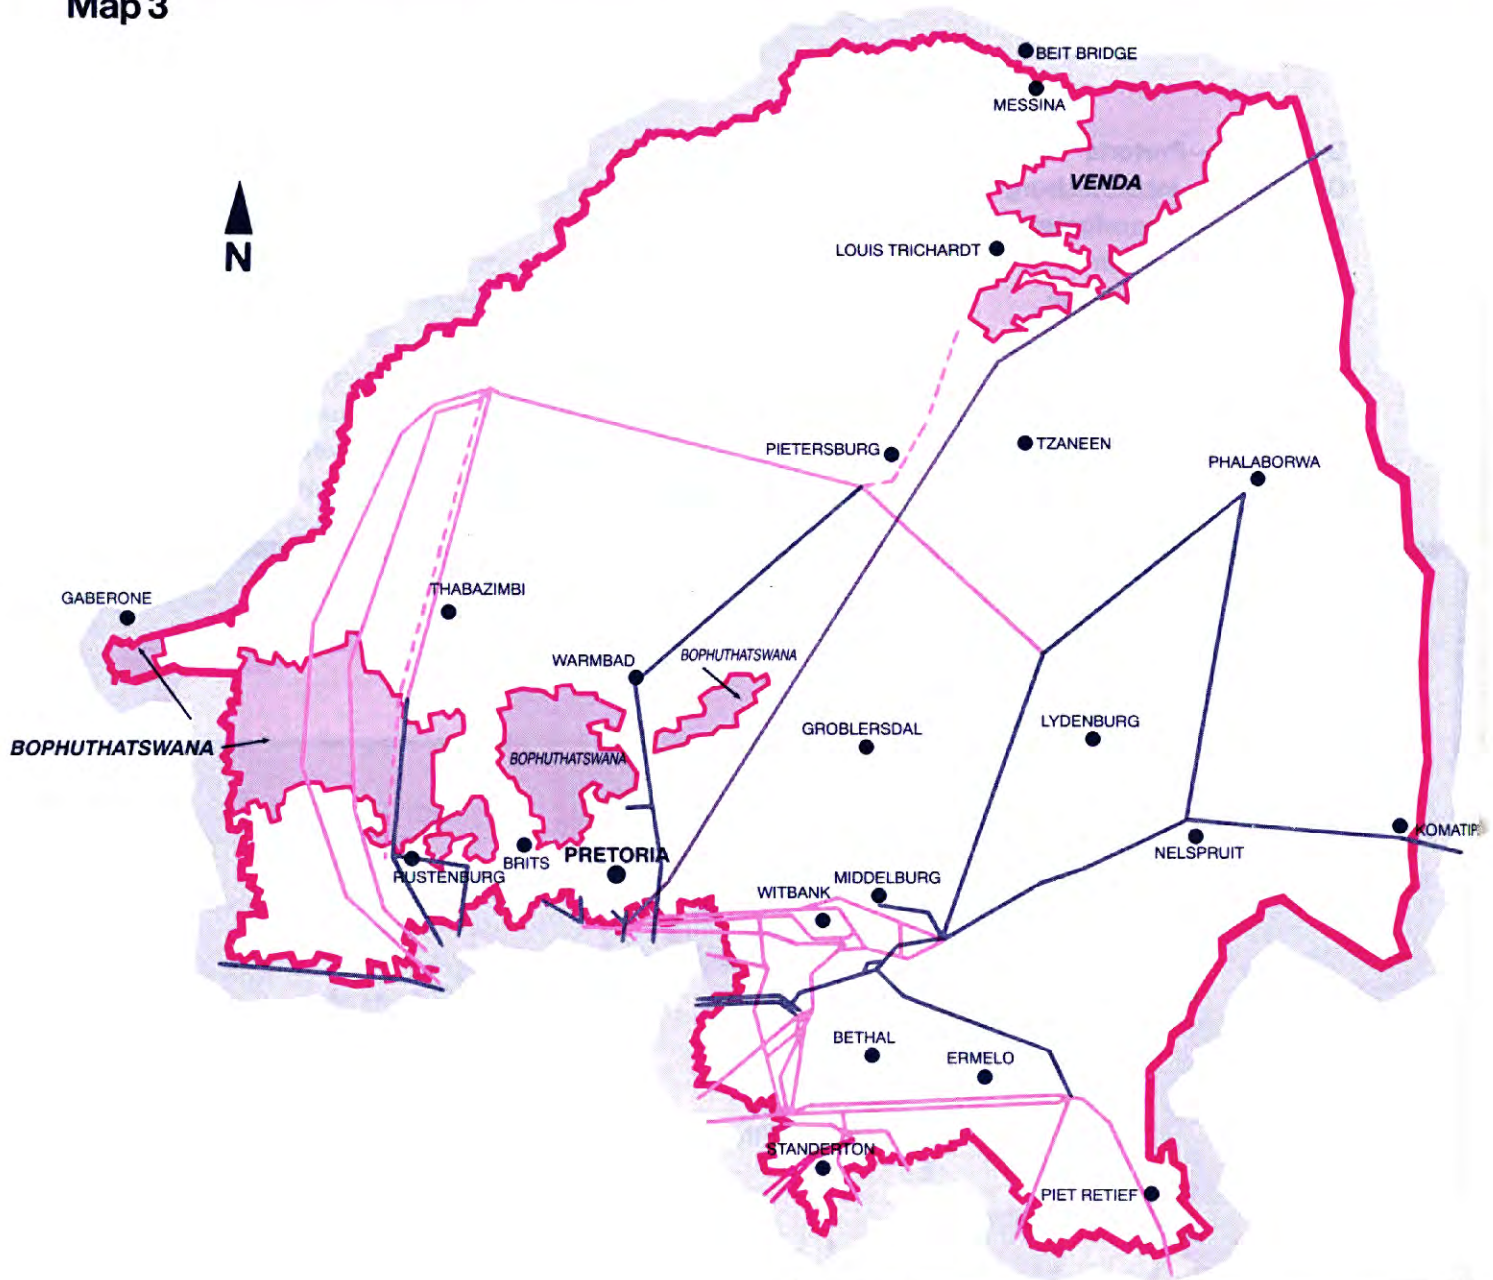 Map 3
BEIT BRIDGE
MESSINA
VENDA
N
LOUIS TRICHARDT
PIETERSBURG
TZANEEN
PHALABORWA
GABERONE
THABAZIMBI
WARMBAD
BOPHUTHATSWANA
BOPHUTHATSWANA
BOPHUTHATSWANA
GROBLERSDAL
LYDENBURG
KOMATIP
NELSPRUIT
BRITS
PRETORIA
RUSTENBURG
WITBANK
MIDDELBURG
BETHAL
ERMELO
STANDERTON
PIET RETIEF